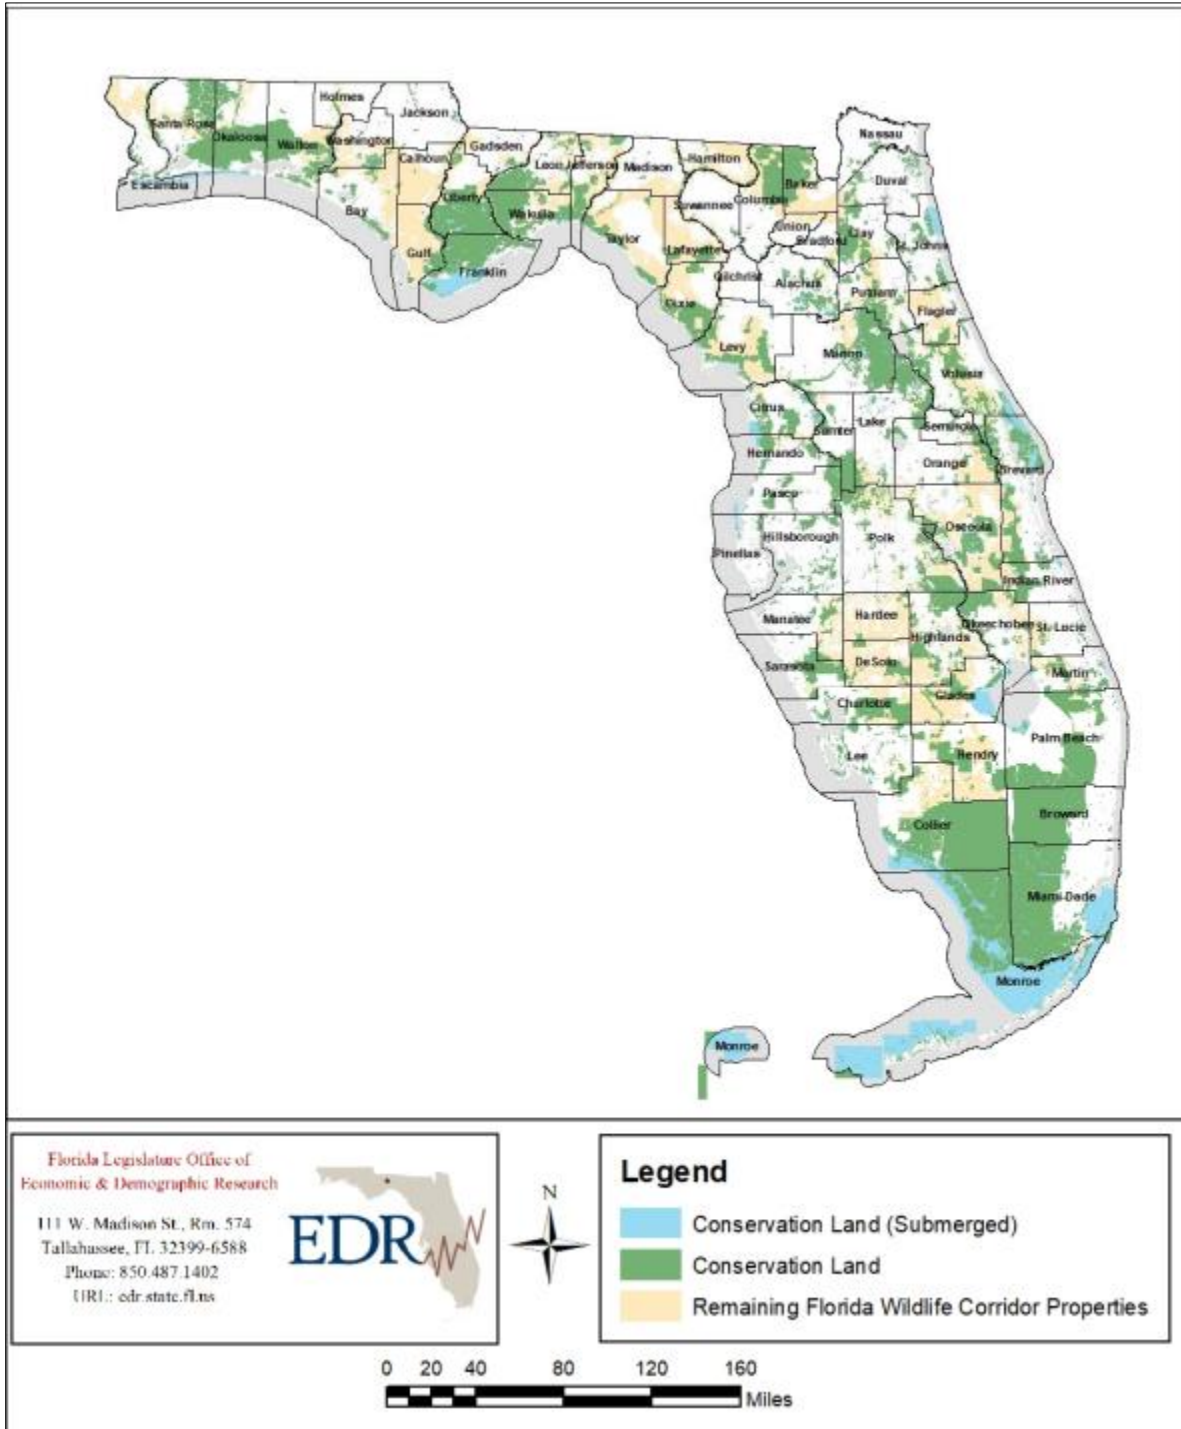 Holmes
Jackson
Santa Rosa
Okaloosa
Walton
Washington
Gadsden
Calhoun
Leon
Jefferson
Madison
Hamilton
Nassau
Escambia
Bay
Liberty
Wakulla
Suwannee
Columbia
Baker
Duval
Gulf
Franklin
Taylor
Lafayette
Union
Bradford
Clay
St. Johns
Dixie
Gilchrist
Alachua
Putnam
Flagler
Levy
Marion
Volusia
Citrus
Sumter
Lake
Seminole
Hernando
Orange
Brevard
Pasco
Pinellas
Hillsborough
Polk
Osceola
Indian River
Manatee
Hardee
Highlands
Okeechobee
St. Lucie
Sarasota
DeSoto
Martin
Charlotte
Glades
Lee
Hendry
Palm Beach
Collier
Broward
Miami-Dade
Monroe
Monroe
Florida Legislature Office of
Economic & Demographic Research
111 W. Madison St., Rm. 574
Tallahassee, FL 32399-6588
Phone: 850.487.1402
URL: edr.state.fl.us
EDR
N
Legend
Conservation Land (Submerged)
Conservation Land
Remaining Florida Wildlife Corridor Properties
0 20 40 80 120 160
Miles